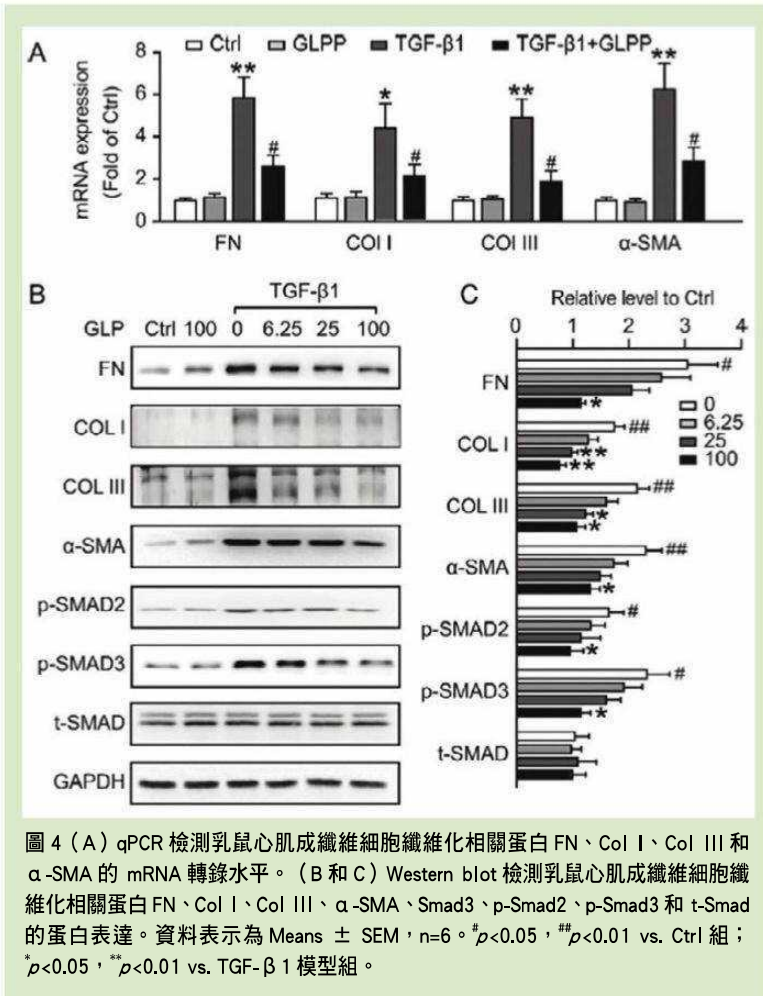 A
Ctrl GLPP TGF-β1 TGF-β1+GLPP
mRNA expression
(Fold of Ctrl)
8
6
4
2
0
** * ** **
# # # #
FN COl I COl III α-SMA
B
TGF-β1
GLP Ctrl 100 0 6.25 25 100
FN
COL I
COL III
α-SMA
p-SMAD2
p-SMAD3
t-SMAD
GAPDH
C
Relative level to Ctrl
0 1 2 3 4
0
6.25
25
100
FN
#
*
COL I
##
**
**
COL III
##
*
*
α-SMA
##
*
p-SMAD2
#
*
p-SMAD3
#
*
t-SMAD
圖 4（A）qPCR 檢測乳鼠心肌成纖維細胞纖維化相關蛋白 FN、Col I、Col III 和
α-SMA 的 mRNA 轉錄水平。（B 和 C）Western blot 檢測乳鼠心肌成纖維細胞纖
維化相關蛋白 FN、Col I、Col III、α-SMA、Smad3、p-Smad2、p-Smad3 和 t-Smad
的蛋白表達。資料表示為 Means ± SEM，n=6。#p<0.05，##p<0.01 vs. Ctrl 組；
*p<0.05，**p<0.01 vs. TGF-β1 模型組。